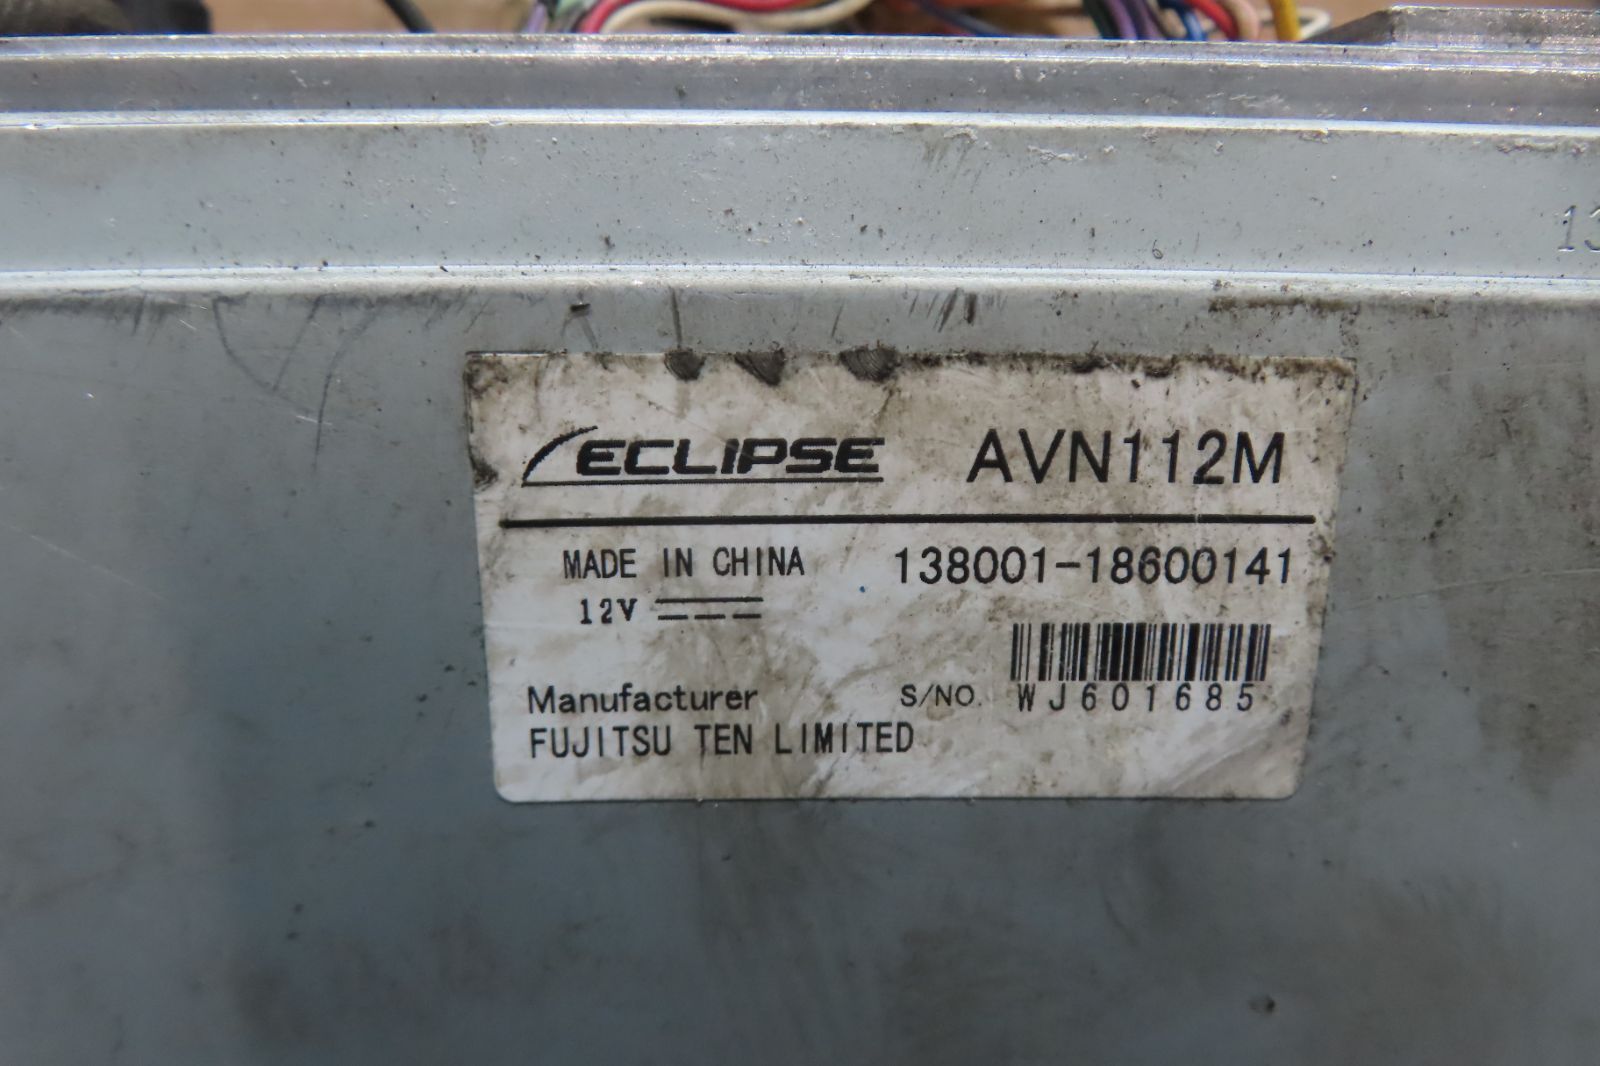 ECLIPSE AVN112M
MADE IN CHINA 138001-18600141
12V
S/NO. WJ601685
Manufacturer
FUJITSU TEN LIMITED